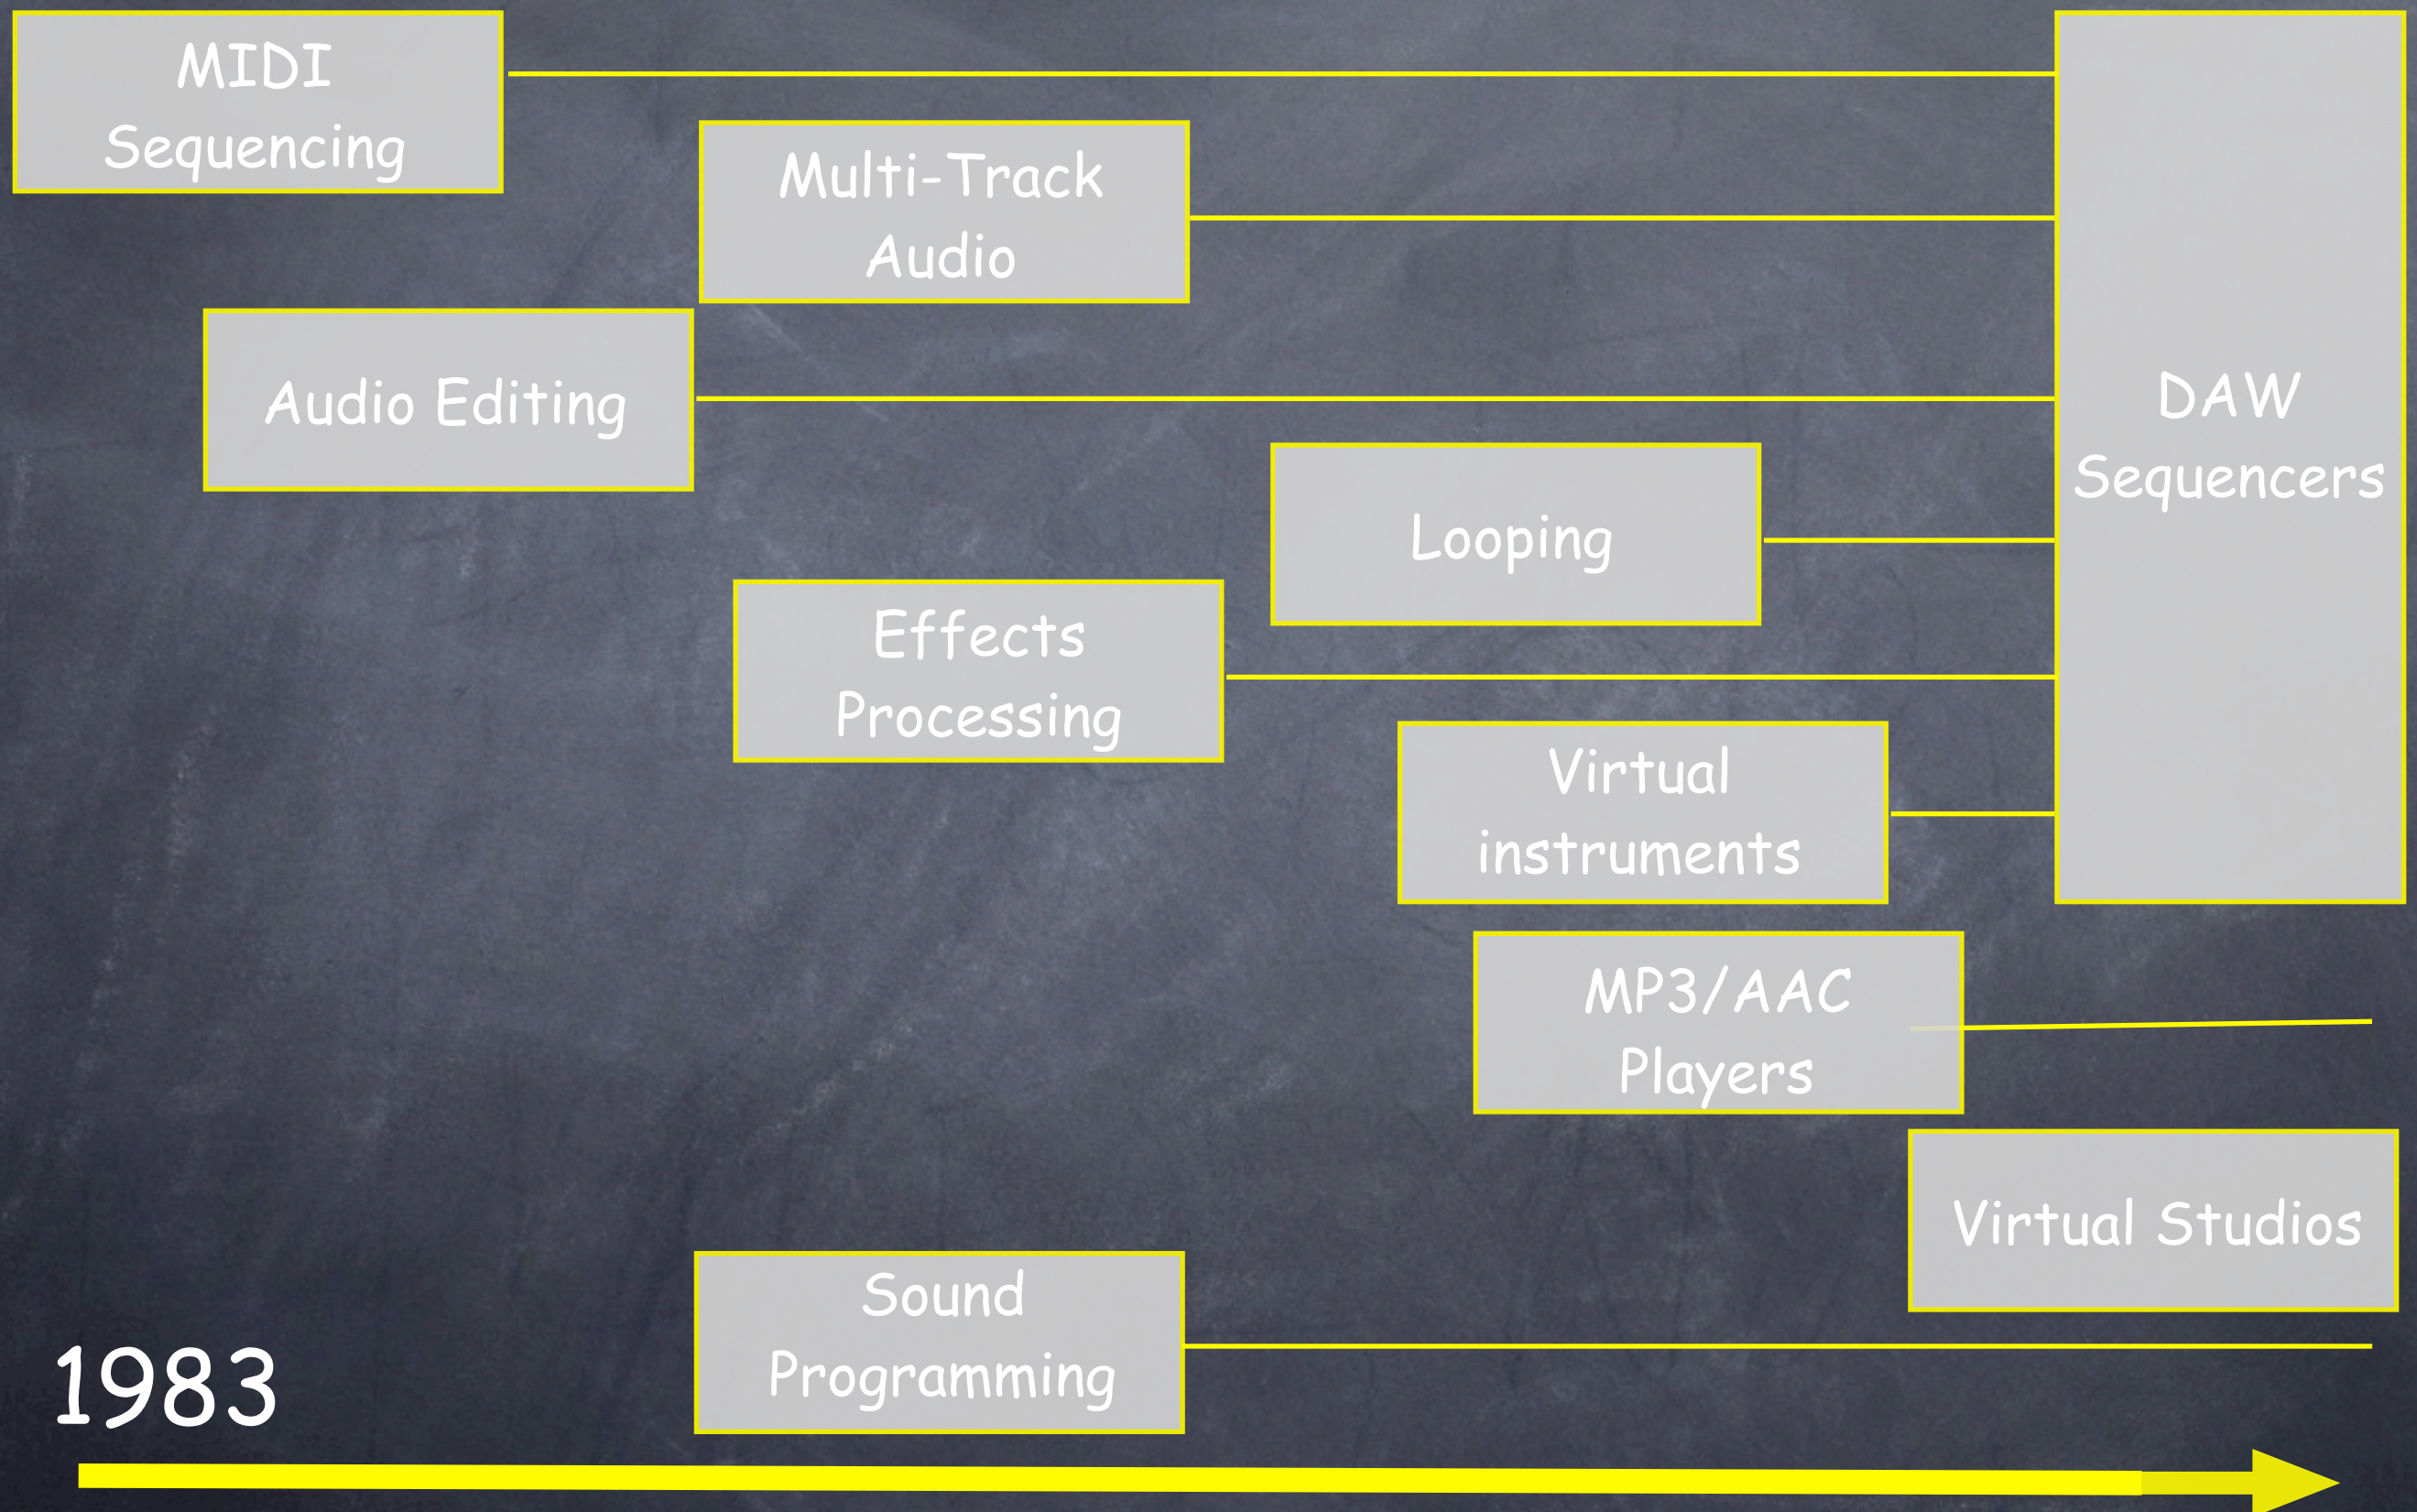 MIDI
Sequencing
Multi-Track
Audio
Audio Editing
DAW
Sequencers
Looping
Effects
Processing
Virtual
instruments
MP3/AAC
Players
Virtual Studios
Sound
Programming
1983